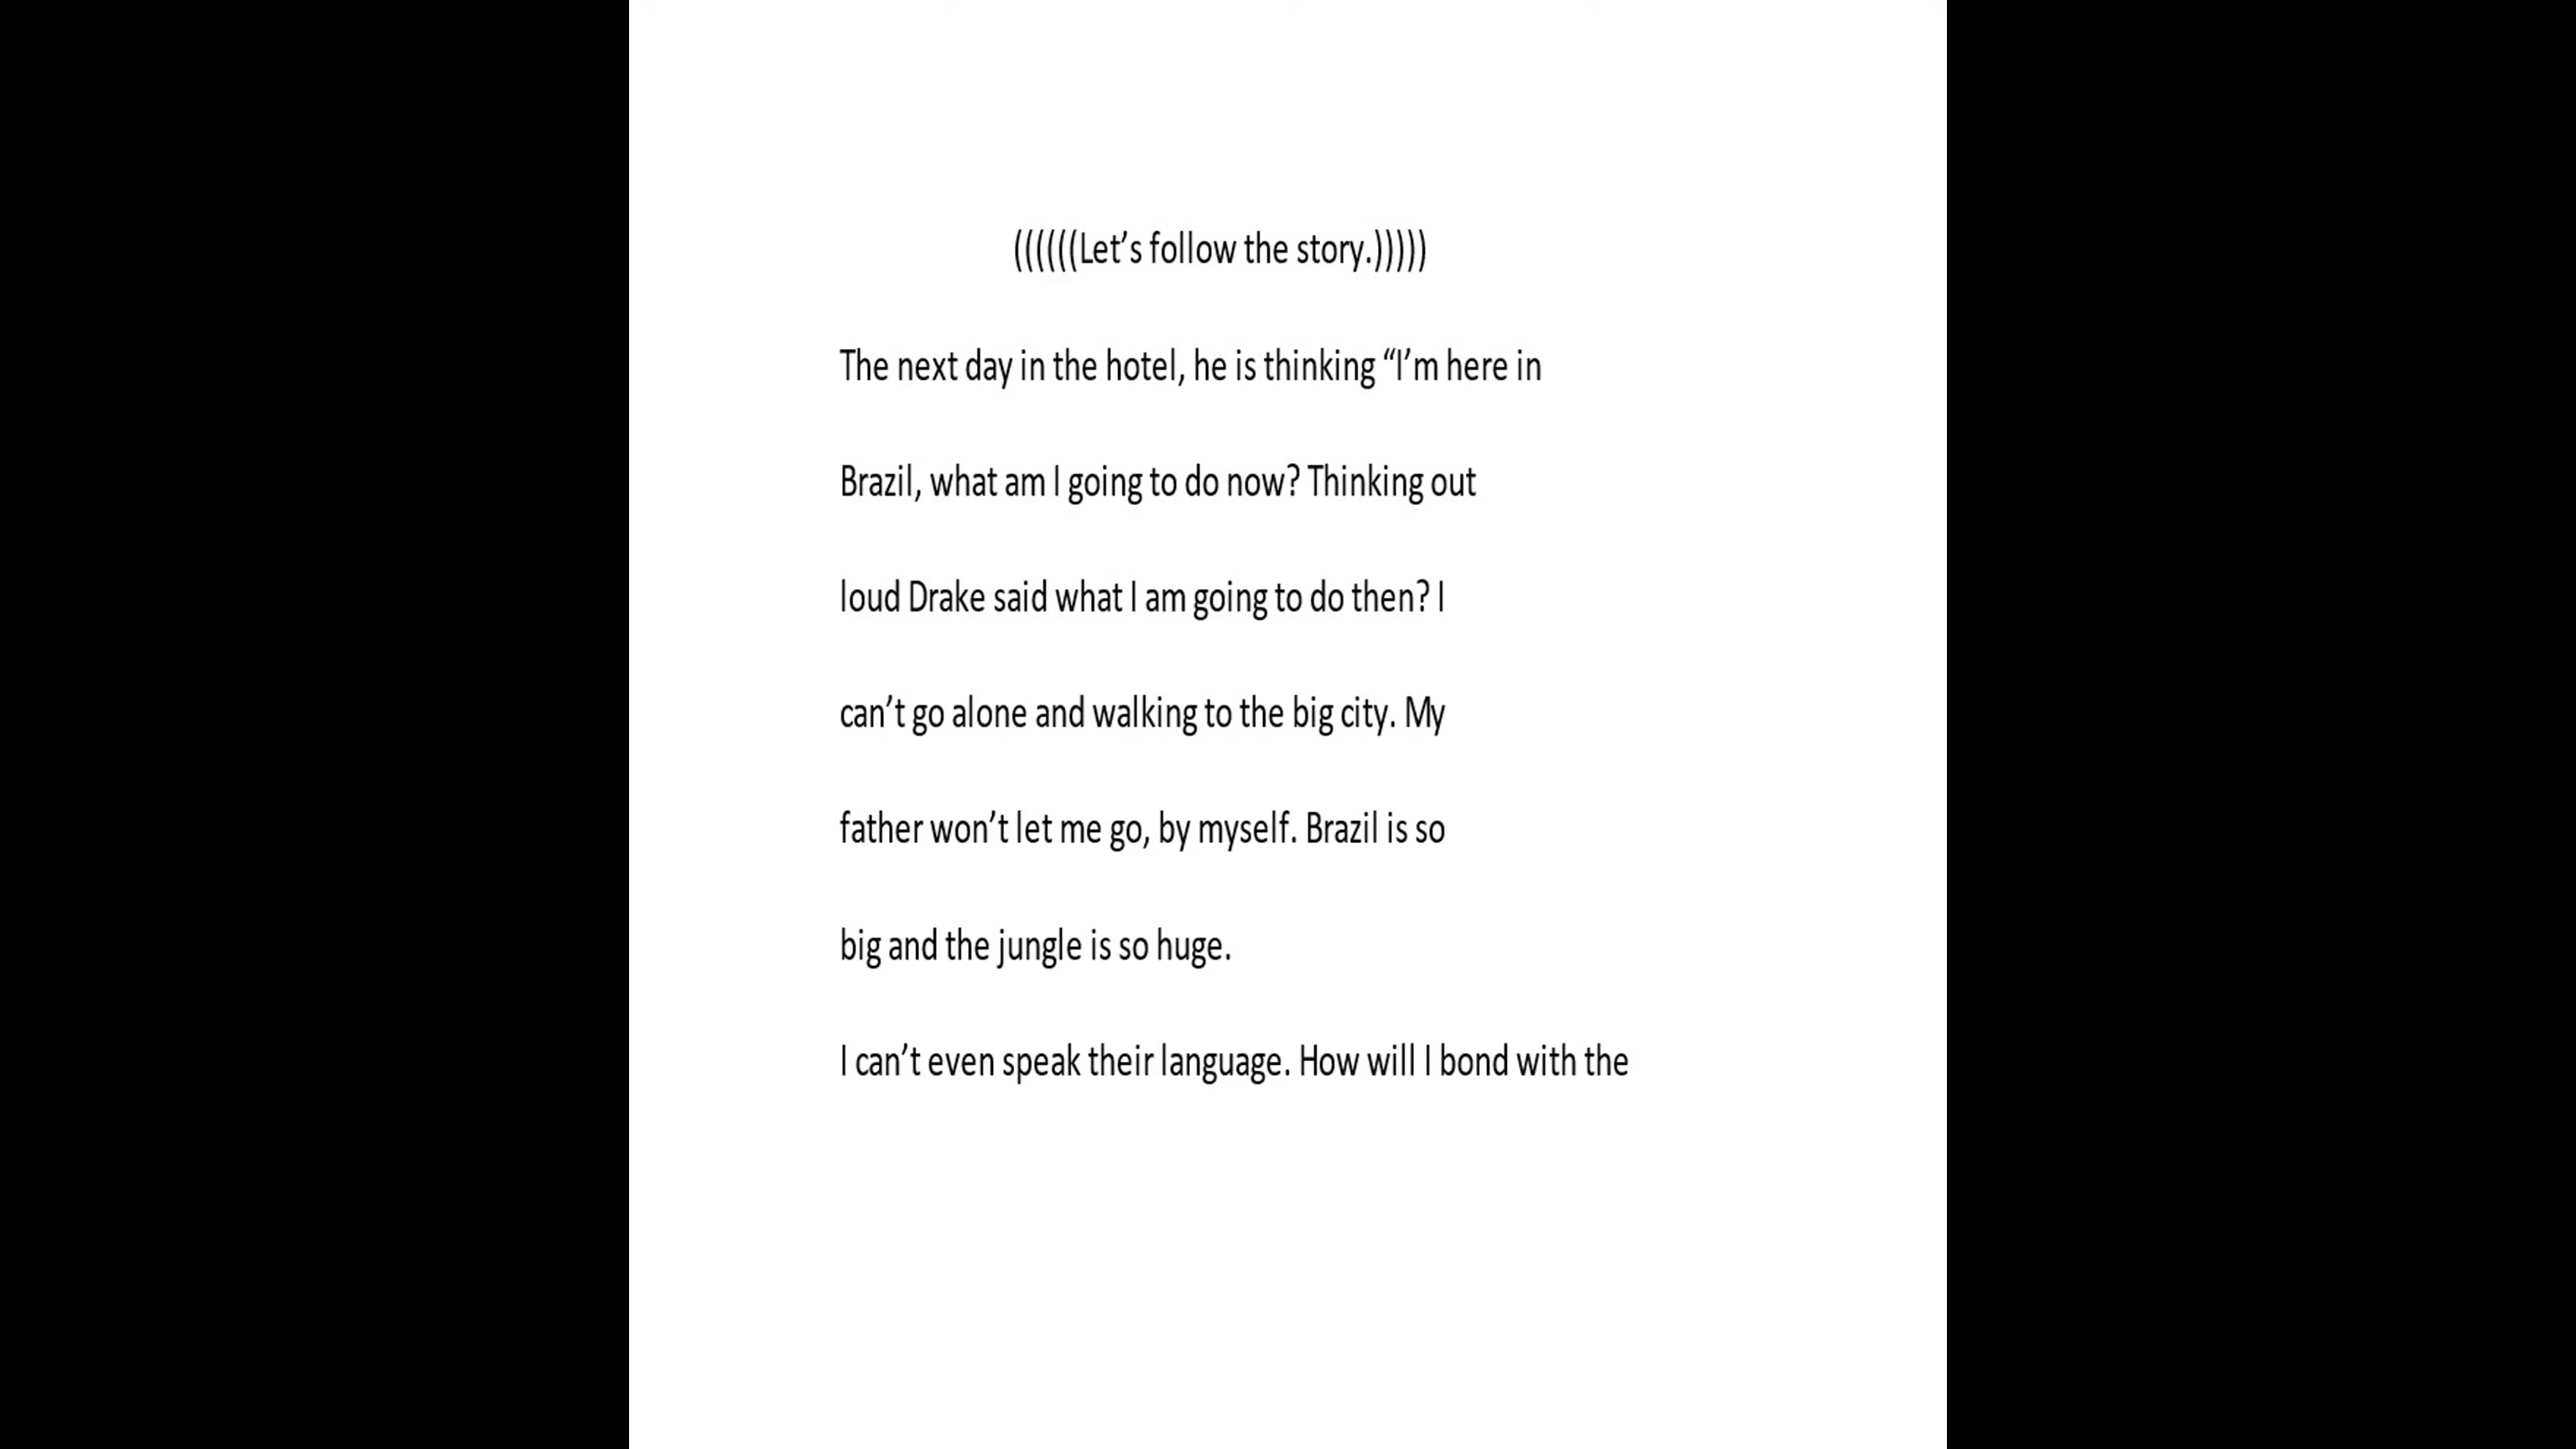 ((((((Let’s follow the story.)))))
The next day in the hotel, he is thinking “I’m here in
Brazil, what am I going to do now? Thinking out
loud Drake said what I am going to do then? I
can’t go alone and walking to the big city. My
father won’t let me go, by myself. Brazil is so
big and the jungle is so huge.
I can’t even speak their language. How will I bond with the